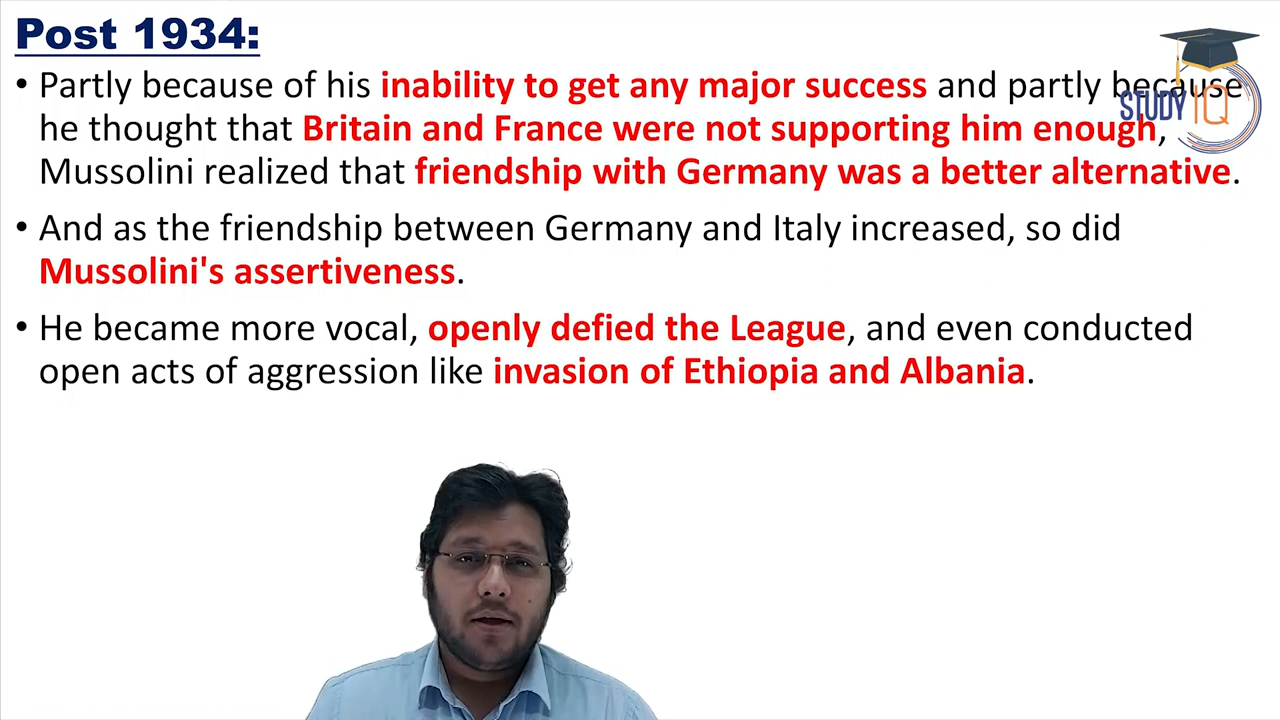 Post 1934:
• Partly because of his inability to get any major success and partly because
he thought that Britain and France were not supporting him enough,
Mussolini realized that friendship with Germany was a better alternative.
• And as the friendship between Germany and Italy increased, so did
Mussolini's assertiveness.
• He became more vocal, openly defied the League, and even conducted
open acts of aggression like invasion of Ethiopia and Albania.
STUDY IQ